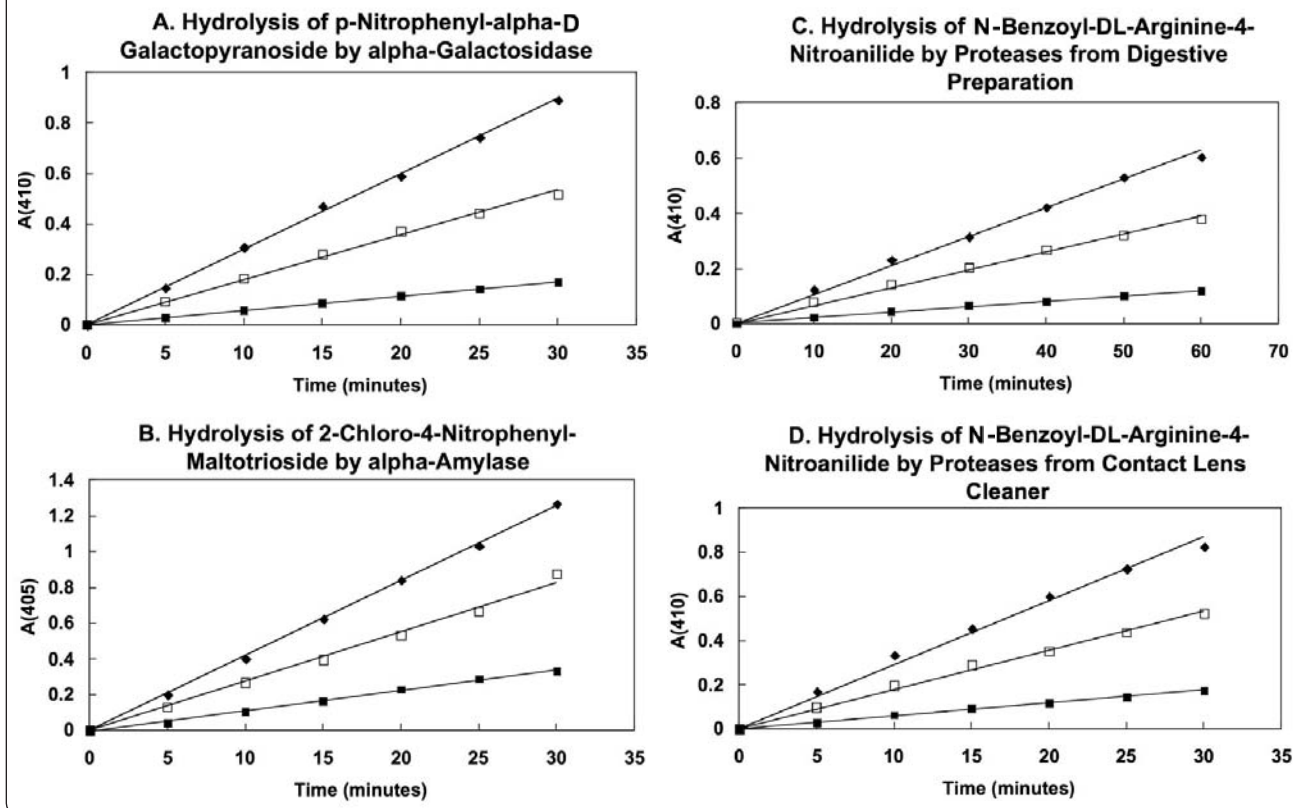 A. Hydrolysis of p-Nitrophenyl-alpha-D
Galactopyranoside by alpha-Galactosidase
1
0.8
0.6
0.4
0.2
0
A(410)
0 5 10 15 20 25 30 35
Time (minutes)
B. Hydrolysis of 2-Chloro-4-Nitrophenyl-
Maltotrioside by alpha-Amylase
1.4
1.2
1
0.8
0.6
0.4
0.2
0
A(405)
0 5 10 15 20 25 30 35
Time (minutes)
C. Hydrolysis of N-Benzoyl-DL-Arginine-4-
Nitroanilide by Proteases from Digestive
Preparation
0.8
0.6
0.4
0.2
0
A(410)
0 10 20 30 40 50 60 70
Time (minutes)
D. Hydrolysis of N-Benzoyl-DL-Arginine-4-
Nitroanilide by Proteases from Contact Lens
Cleaner
1
0.8
0.6
0.4
0.2
0
A(410)
0 5 10 15 20 25 30 35
Time (minutes)